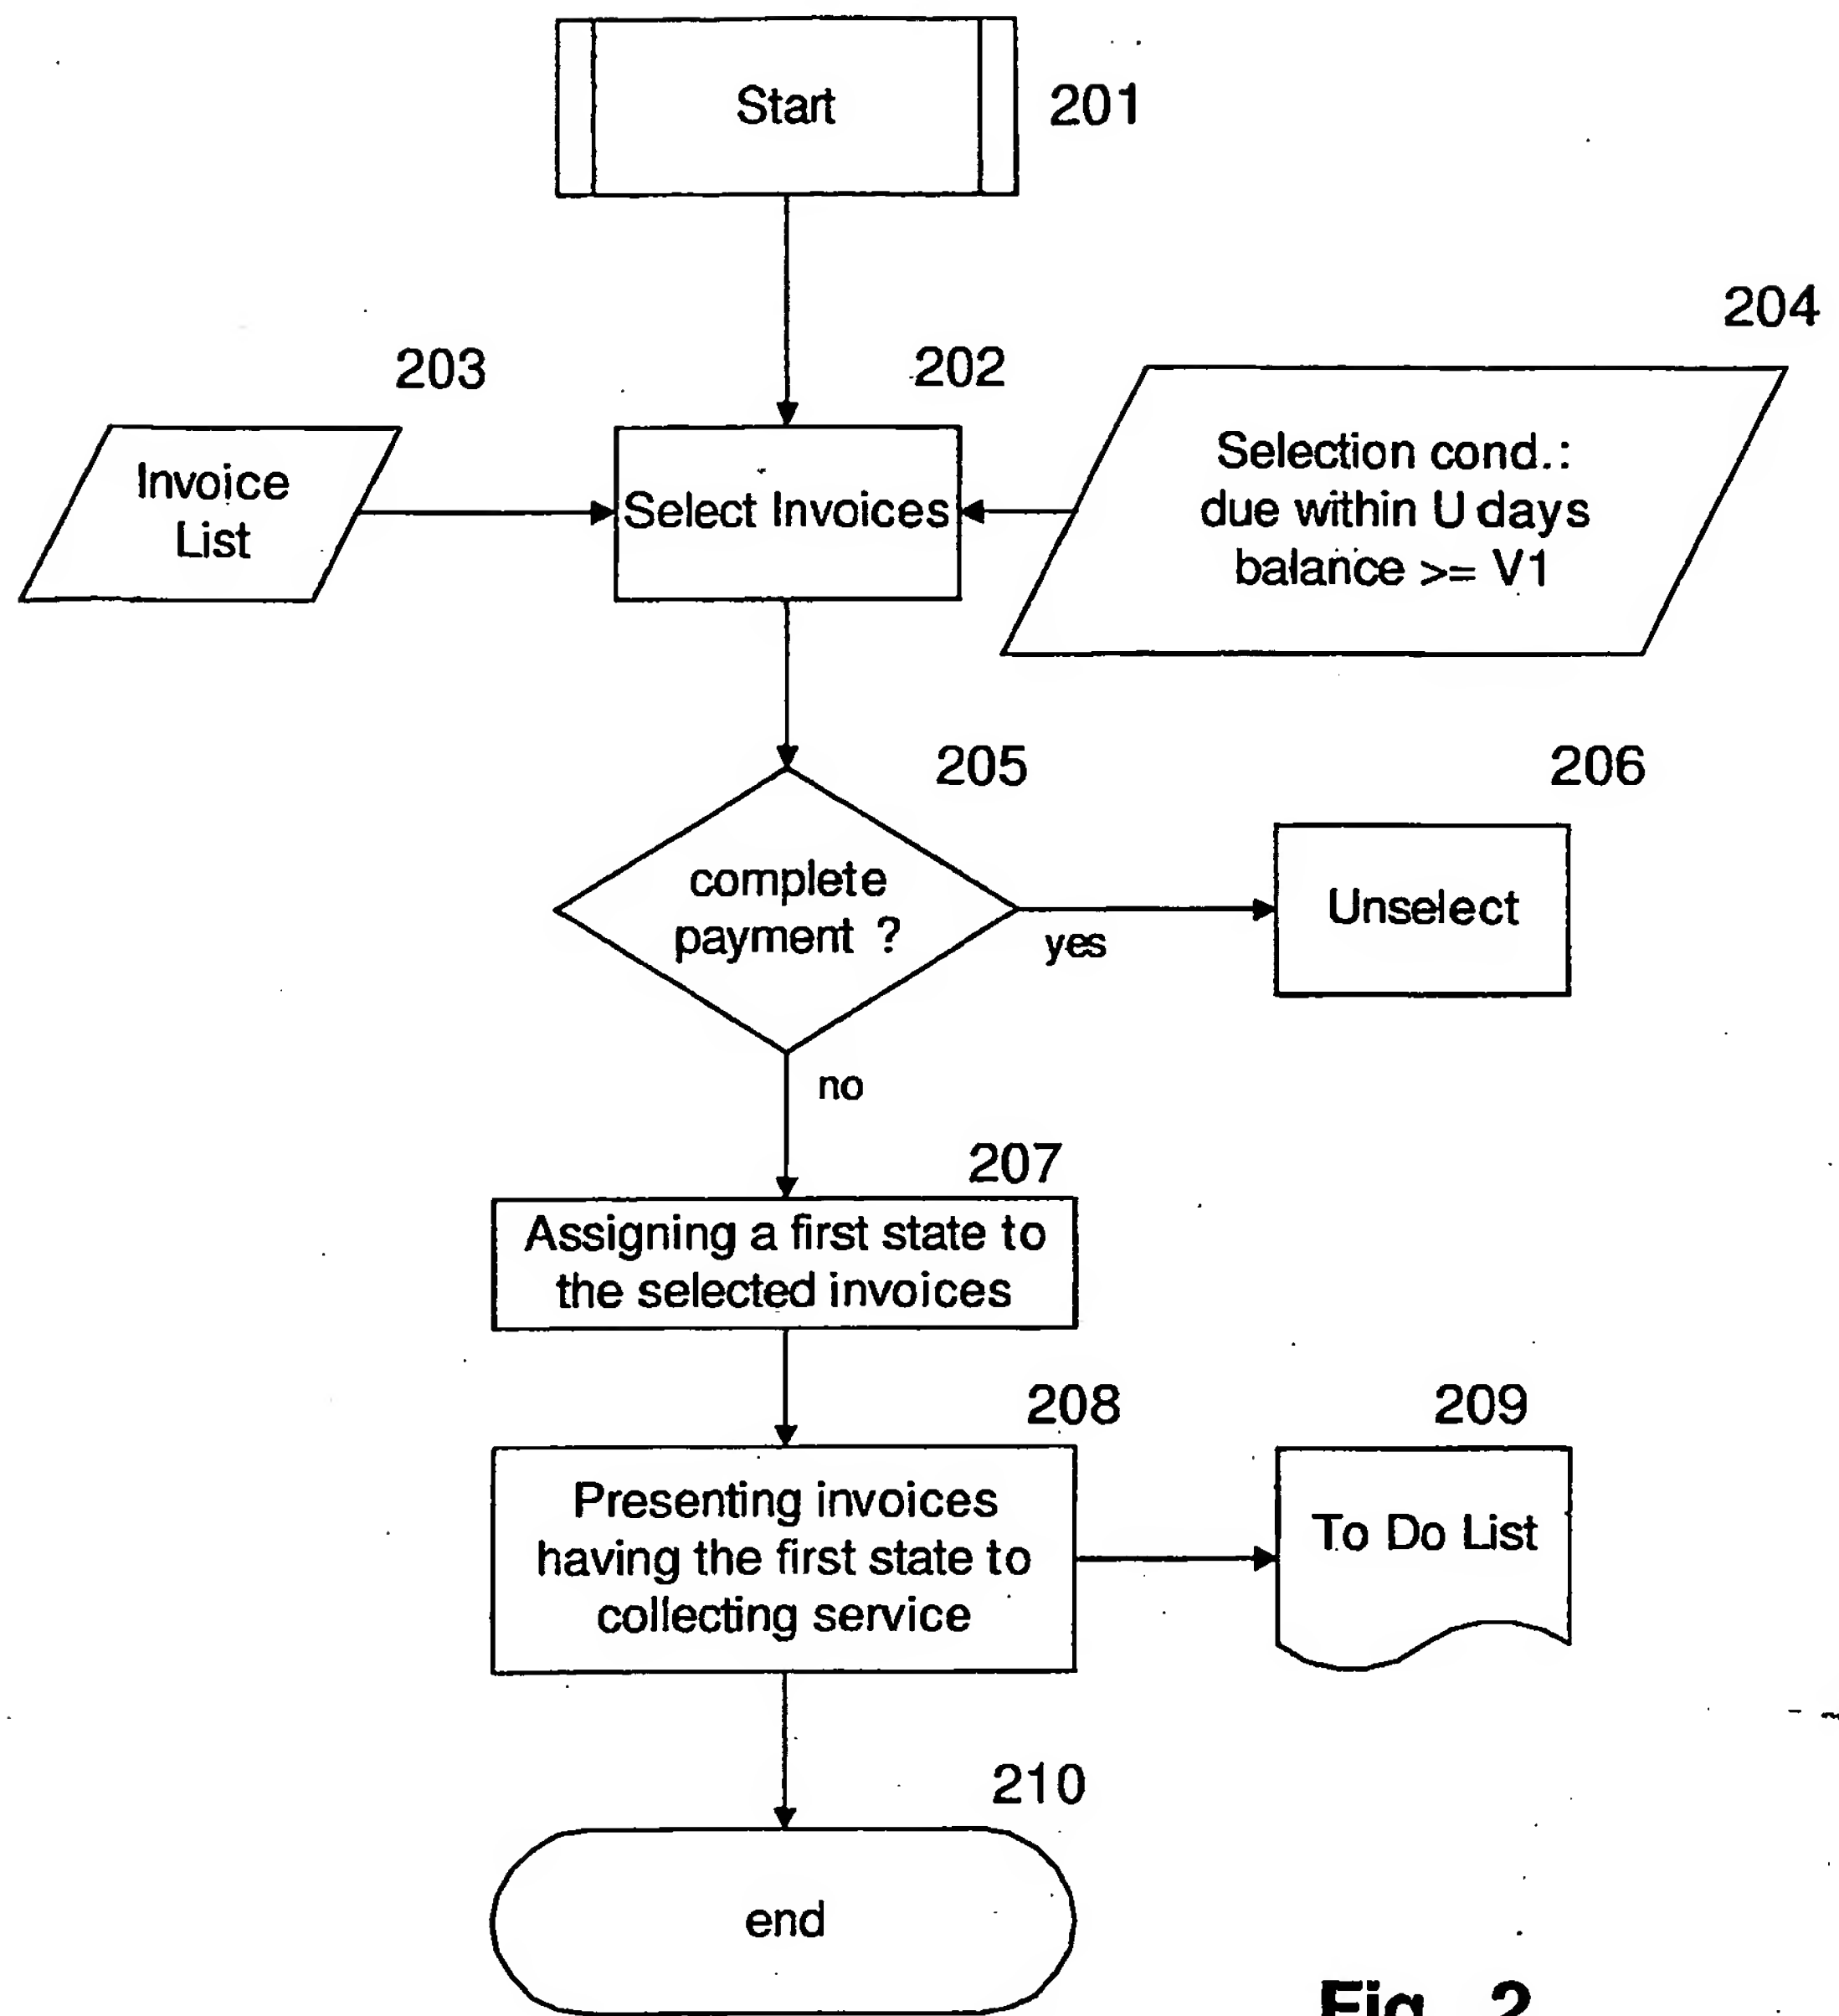 Start
201
204
203
202
Invoice
List
Select Invoices
Selection cond.:
due within U days
balance >= V1
205
206
complete
payment ?
yes
Unselect
no
207
Assigning a first state to
the selected invoices
208
209
Presenting invoices
having the first state to
collecting service
To Do List
210
end
Fig. 2